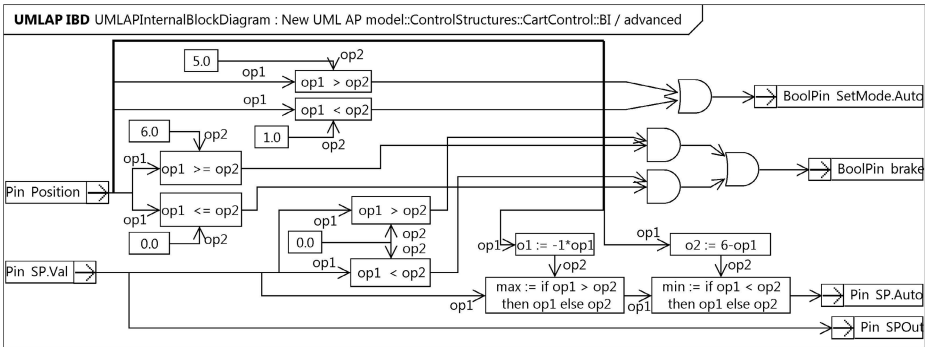 UMLAP IBD UMLAPInternalBlockDiagram : New UML AP model::ControlStructures::CartControl::BI / advanced
5.0
op2
op1
op1 > op2
BoolPin SetMode.Auto
op1
op1 < op2
1.0
op2
6.0
op2
op1
op1 >= op2
BoolPin brake
Pin Position
op1 <= op2
op1
0.0
op2
op1
op1 > op2
op2
0.0
op2
op1
op1 < op2
op1
o1 := -1*op1
op2
op1
o2 := 6-op1
op2
Pin SP.Val
op1
max := if op1 > op2
then op1 else op2
op1
min := if op1 < op2
then op1 else op2
Pin SP.Auto
Pin SPOut